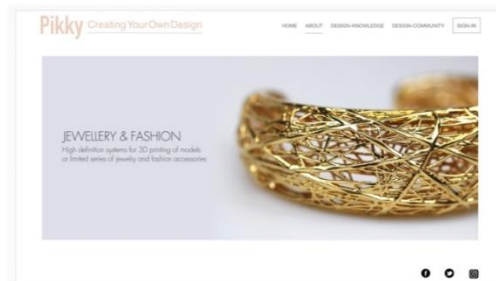 Pikky Creating Your Own Design
HOME ABOUT DESIGN-KNOWLEDGE DESIGN-COMMUNITY SIGN-IN
JEWELLERY & FASHION
High definition systems for 3D printing of models
or limited series of jewelry and fashion accessories